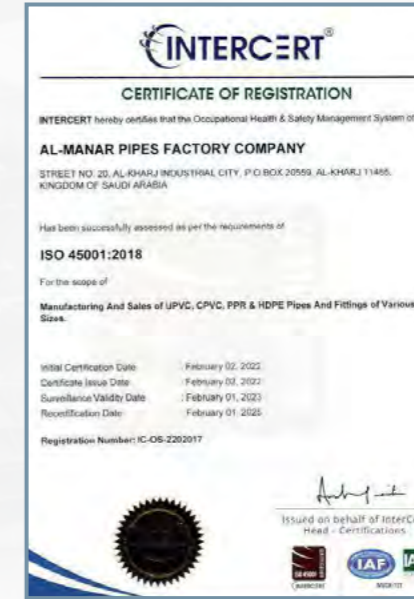 INTERCERT®
CERTIFICATE OF REGISTRATION
INTERCERT hereby certifies that the Occupational Health & Safety Management System of
AL-MANAR PIPES FACTORY COMPANY
STREET NO. 20, AL-KHARJ INDUSTRIAL CITY, P.O.BOX 20559, AL-KHARJ 11466,
KINGDOM OF SAUDI ARABIA
Has been successfully assessed as per the requirements of
ISO 45001:2018
For the scope of
Manufacturing And Sales of UPVC, CPVC, PPR & HDPE Pipes And Fittings of Various
Sizes.
Initial Certification Date : February 02, 2022
Certificate Issue Date : February 02, 2022
Surveillance Validity Date : February 01, 2023
Recertification Date : February 01, 2025
Registration Number: IC-OS-2202017
Issued on behalf of InterC
Head - Certifications
IAF
INTERCERT